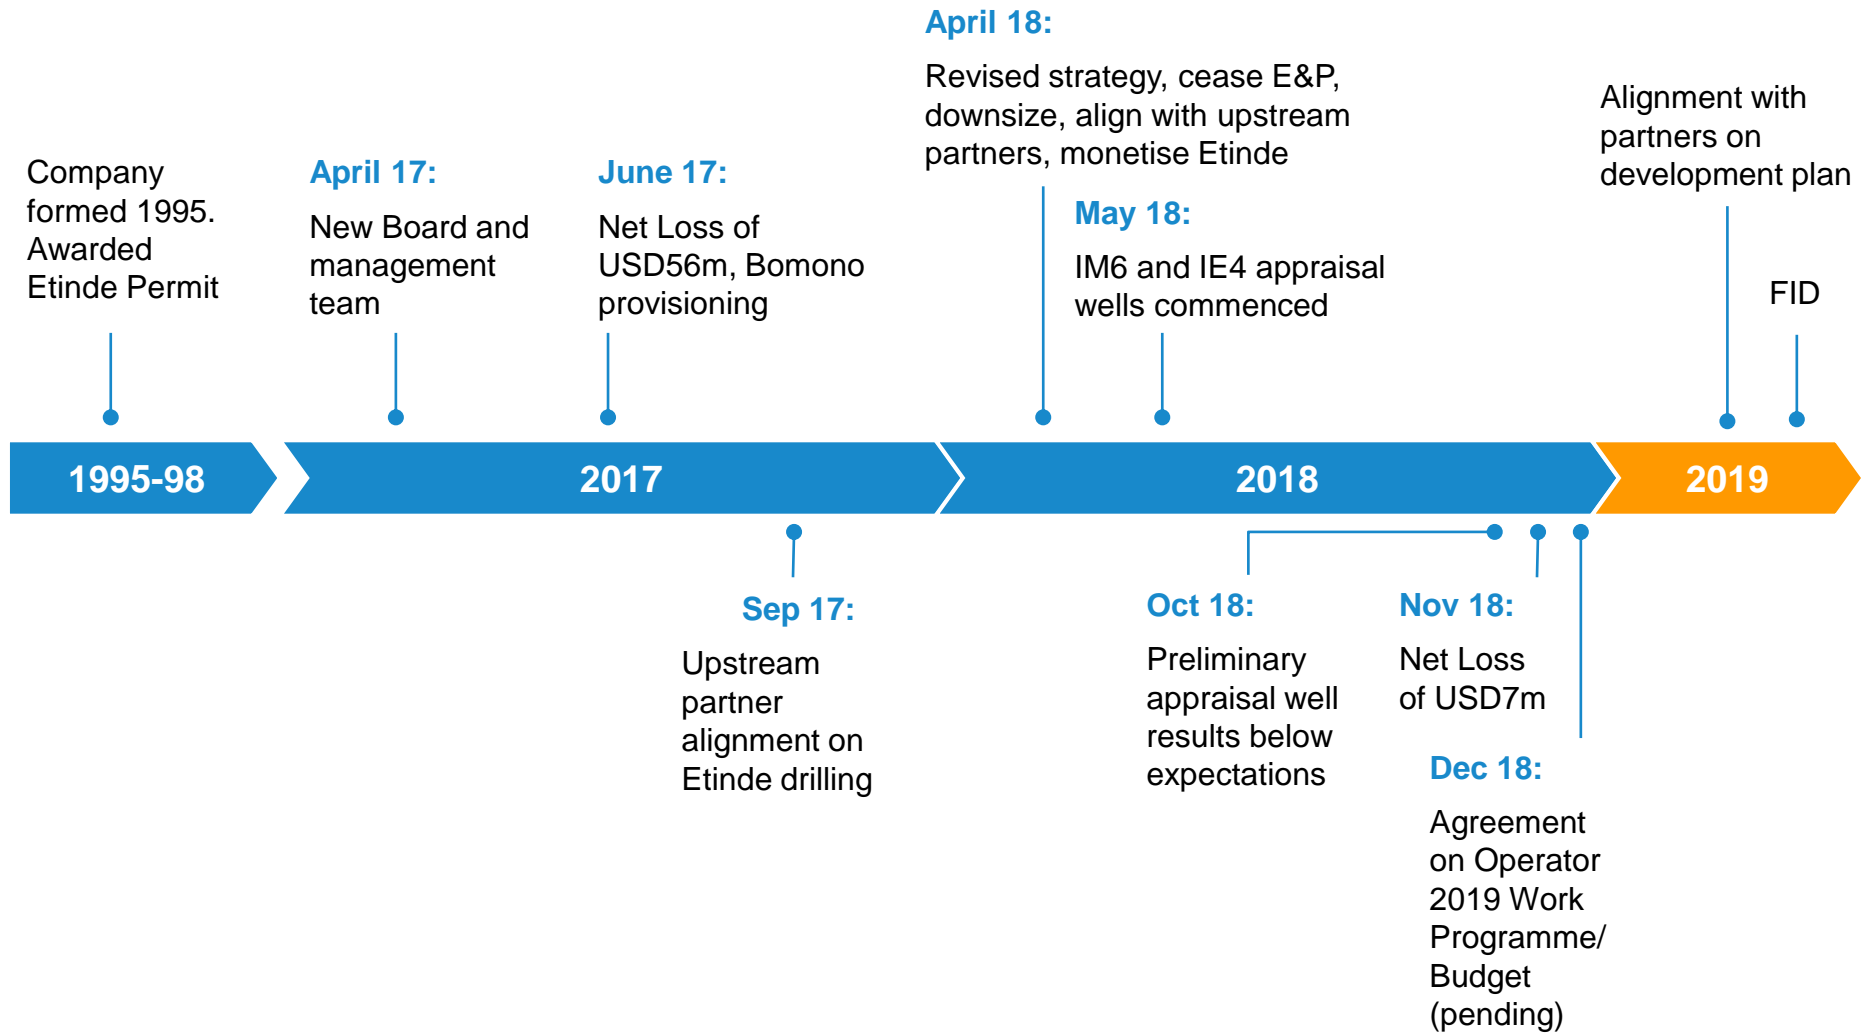 Company
formed 1995.
Awarded
Etinde Permit
April 17:
New Board and
management
team
June 17:
Net Loss of
USD56m, Bomono
provisioning
April 18:
Revised strategy, cease E&P,
downsize, align with upstream
partners, monetise Etinde
May 18:
IM6 and IE4 appraisal
wells commenced
Alignment with
partners on
development plan
FID
1995-98
2017
2018
2019
Sep 17:
Upstream
partner
alignment on
Etinde drilling
Oct 18:
Preliminary
appraisal well
results below
expectations
Nov 18:
Net Loss
of USD7m
Dec 18:
Agreement
on Operator
2019 Work
Programme/
Budget
(pending)